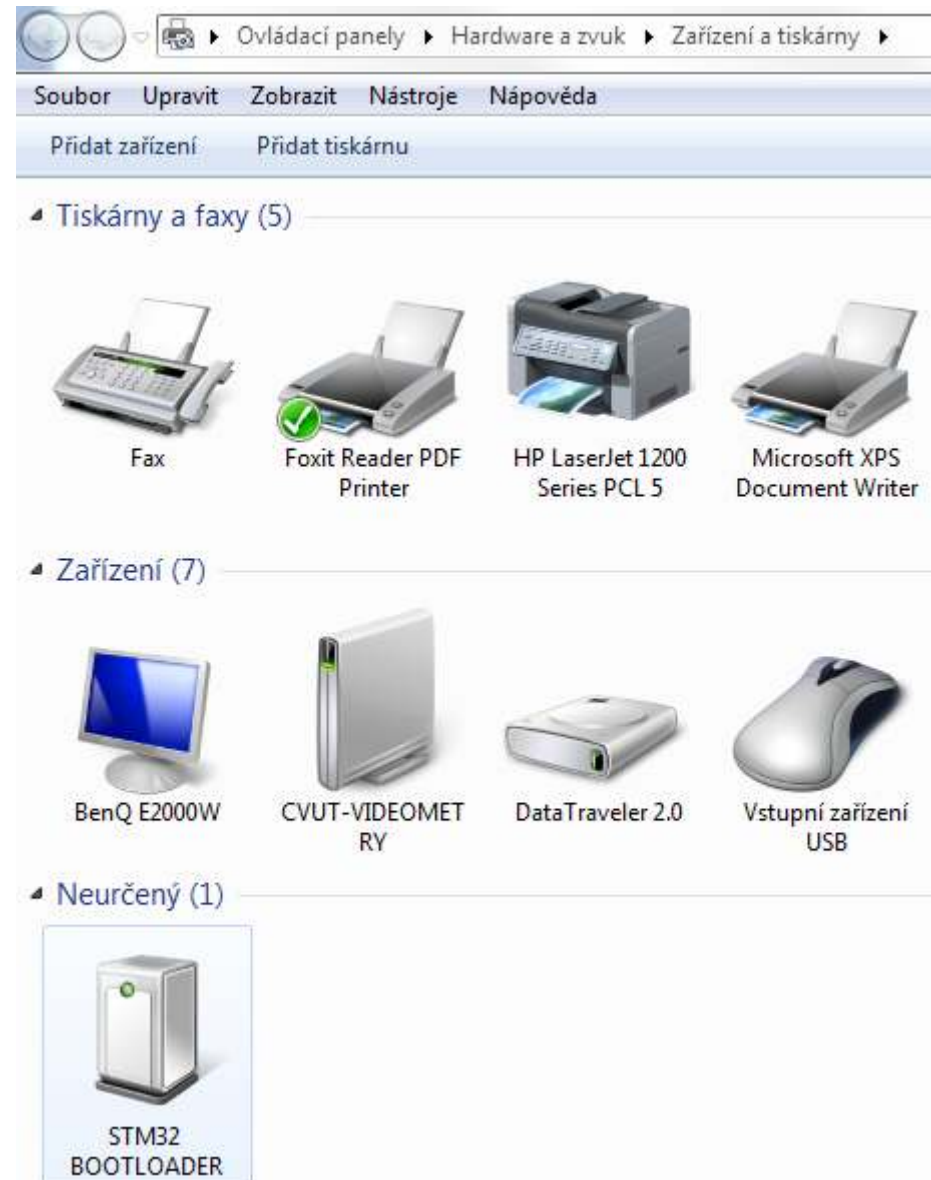 Ovládací panely Hardware a zvuk Zařízení a tiskárny
Soubor Upravit Zobrazit Nástroje Nápověda
Přidat zařízení Přidat tiskárnu
Tiskárny a faxy (5)
Fax
Foxit Reader PDF
Printer
HP LaserJet 1200
Series PCL 5
Microsoft XPS
Document Writer
Zařízení (7)
BenQ E2000W
CVUT-VIDEOMET
RY
DataTraveler 2.0
Vstupní zařízení
USB
Neurčený (1)
STM32
BOOTLOADER